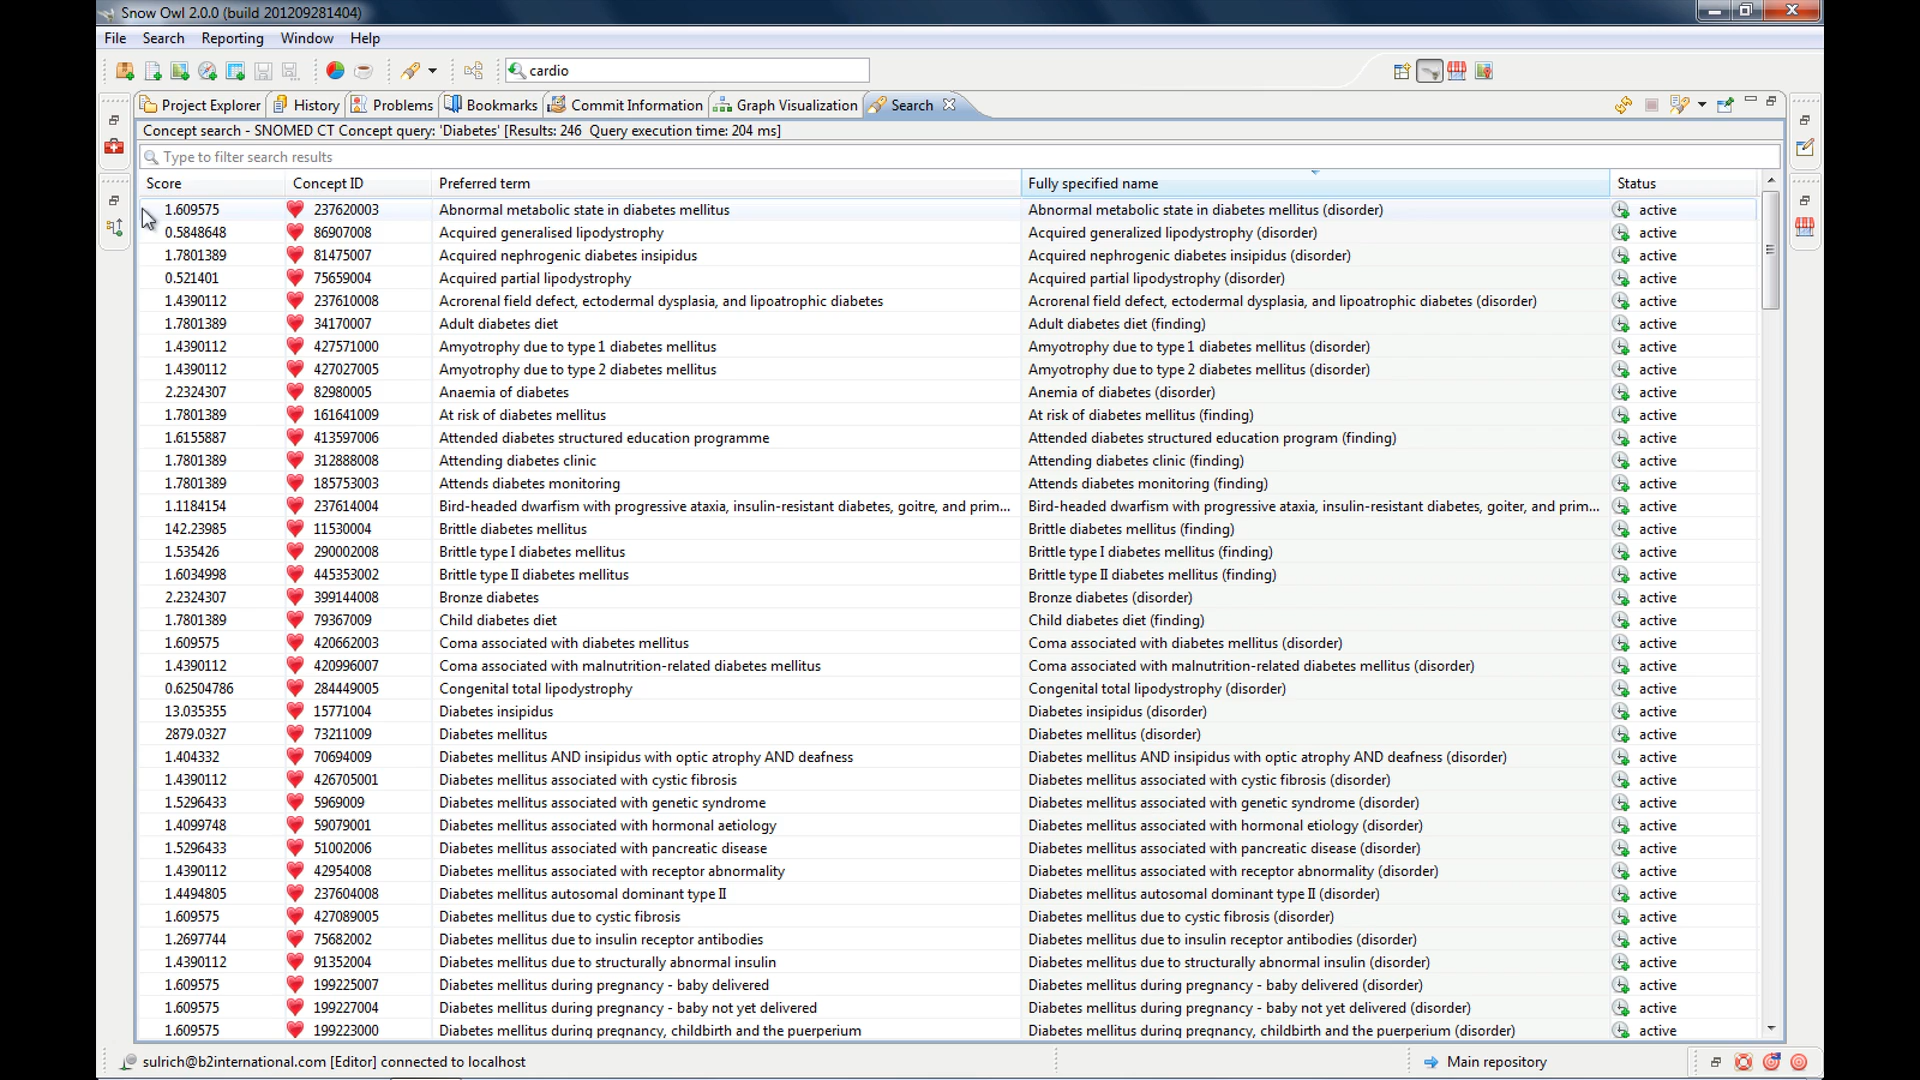 Snow Owl 2.0.0 (build 201209281404)
File Search Reporting Window Help
cardio
Project Explorer History Problems Bookmarks Commit Information Graph Visualization Search
Concept search - SNOMED CT Concept query: 'Diabetes' [Results: 246 Query execution time: 204 ms]
Type to filter search results
Score Concept ID Preferred term Fully specified name Status
1.609575 237620003 Abnormal metabolic state in diabetes mellitus Abnormal metabolic state in diabetes mellitus (disorder) active
0.5848648 86907008 Acquired generalised lipodystrophy Acquired generalized lipodystrophy (disorder) active
1.7801389 81475007 Acquired nephrogenic diabetes insipidus Acquired nephrogenic diabetes insipidus (disorder) active
0.521401 75659004 Acquired partial lipodystrophy Acquired partial lipodystrophy (disorder) active
1.4390112 237610008 Acrorenal field defect, ectodermal dysplasia, and lipoatrophic diabetes Acrorenal field defect, ectodermal dysplasia, and lipoatrophic diabetes (disorder) active
1.7801389 34170007 Adult diabetes diet Adult diabetes diet (finding) active
1.4390112 427571000 Amyotrophy due to type 1 diabetes mellitus Amyotrophy due to type 1 diabetes mellitus (disorder) active
1.4390112 427027005 Amyotrophy due to type 2 diabetes mellitus Amyotrophy due to type 2 diabetes mellitus (disorder) active
2.2324307 82980005 Anaemia of diabetes Anemia of diabetes (disorder) active
1.7801389 161641009 At risk of diabetes mellitus At risk of diabetes mellitus (finding) active
1.6155887 413597006 Attended diabetes structured education programme Attended diabetes structured education program (finding) active
1.7801389 312888008 Attending diabetes clinic Attending diabetes clinic (finding) active
1.7801389 185753003 Attends diabetes monitoring Attends diabetes monitoring (finding) active
1.1184154 237614004 Bird-headed dwarfism with progressive ataxia, insulin-resistant diabetes, goitre, and prim... Bird-headed dwarfism with progressive ataxia, insulin-resistant diabetes, goiter, and prim... active
142.23985 11530004 Brittle diabetes mellitus Brittle diabetes mellitus (finding) active
1.535426 290002008 Brittle type I diabetes mellitus Brittle type I diabetes mellitus (finding) active
1.6034998 445353002 Brittle type II diabetes mellitus Brittle type II diabetes mellitus (finding) active
2.2324307 399144008 Bronze diabetes Bronze diabetes (disorder) active
1.7801389 79367009 Child diabetes diet Child diabetes diet (finding) active
1.609575 420662003 Coma associated with diabetes mellitus Coma associated with diabetes mellitus (disorder) active
1.4390112 420996007 Coma associated with malnutrition-related diabetes mellitus Coma associated with malnutrition-related diabetes mellitus (disorder) active
0.62504786 284449005 Congenital total lipodystrophy Congenital total lipodystrophy (disorder) active
13.035355 15771004 Diabetes insipidus Diabetes insipidus (disorder) active
2879.0327 73211009 Diabetes mellitus Diabetes mellitus (disorder) active
1.404332 70694009 Diabetes mellitus AND insipidus with optic atrophy AND deafness Diabetes mellitus AND insipidus with optic atrophy AND deafness (disorder) active
1.4390112 426705001 Diabetes mellitus associated with cystic fibrosis Diabetes mellitus associated with cystic fibrosis (disorder) active
1.5296433 5969009 Diabetes mellitus associated with genetic syndrome Diabetes mellitus associated with genetic syndrome (disorder) active
1.4099748 59079001 Diabetes mellitus associated with hormonal aetiology Diabetes mellitus associated with hormonal etiology (disorder) active
1.5296433 51002006 Diabetes mellitus associated with pancreatic disease Diabetes mellitus associated with pancreatic disease (disorder) active
1.4390112 42954008 Diabetes mellitus associated with receptor abnormality Diabetes mellitus associated with receptor abnormality (disorder) active
1.4494805 237604008 Diabetes mellitus autosomal dominant type II Diabetes mellitus autosomal dominant type II (disorder) active
1.609575 427089005 Diabetes mellitus due to cystic fibrosis Diabetes mellitus due to cystic fibrosis (disorder) active
1.2697744 75682002 Diabetes mellitus due to insulin receptor antibodies Diabetes mellitus due to insulin receptor antibodies (disorder) active
1.4390112 91352004 Diabetes mellitus due to structurally abnormal insulin Diabetes mellitus due to structurally abnormal insulin (disorder) active
1.609575 199225007 Diabetes mellitus during pregnancy - baby delivered Diabetes mellitus during pregnancy - baby delivered (disorder) active
1.609575 199227004 Diabetes mellitus during pregnancy - baby not yet delivered Diabetes mellitus during pregnancy - baby not yet delivered (disorder) active
1.609575 199223000 Diabetes mellitus during pregnancy, childbirth and the puerperium Diabetes mellitus during pregnancy, childbirth and the puerperium (disorder) active
sulrich@b2international.com [Editor] connected to localhost Main repository